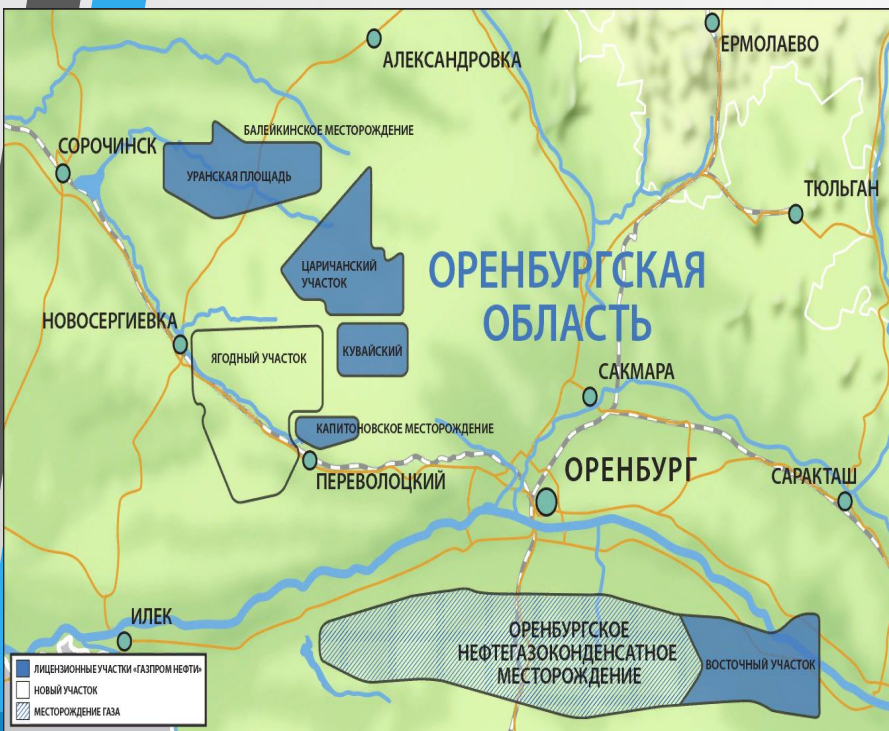 ЕРМОЛАЕВО
АЛЕКСАНДРОВКА
БАЛЕЙКИНСКОЕ МЕСТОРОЖДЕНИЕ
СОРОЧИНСК
УРАНСКАЯ ПЛОЩАДЬ
ТЮЛЬГАН
ЦАРИЧАНСКИЙ
УЧАСТОК
ОРЕНБУРГСКАЯ
ОБЛАСТЬ
НОВОСЕРГИЕВКА
ЯГОДНЫЙ УЧАСТОК
КУВАЙСКИЙ
САКМАРА
КАПИТОНОВСКОЕ МЕСТОРОЖДЕНИЕ
ПЕРЕВОЛОЦКИЙ
ОРЕНБУРГ
САРАКТАШ
ИЛЕК
ОРЕНБУРГСКОЕ
НЕФТЕГАЗОКОНДЕНСАТНОЕ
МЕСТОРОЖДЕНИЕ
ВОСТОЧНЫЙ УЧАСТОК
ЛИЦЕНЗИОННЫЕ УЧАСТКИ «ГАЗПРОМ НЕФТИ»
НОВЫЙ УЧАСТОК
МЕСТОРОЖДЕНИЕ ГАЗА